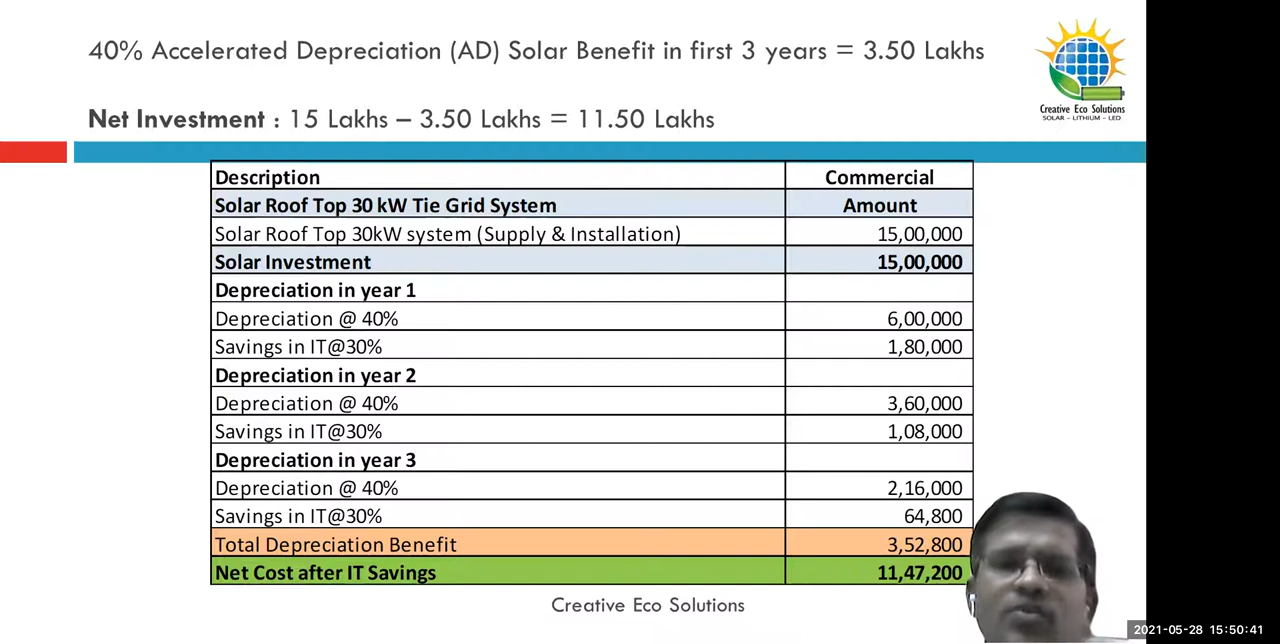 40% Accelerated Depreciation (AD) Solar Benefit in first 3 years = 3.50 Lakhs
Net Investment : 15 Lakhs – 3.50 Lakhs = 11.50 Lakhs
Creative Eco Solutions
SOLAR – LITHIUM – LED
Description Commercial
Solar Roof Top 30 kW Tie Grid System Amount
Solar Roof Top 30kW system (Supply & Installation) 15,00,000
Solar Investment 15,00,000
Depreciation in year 1
Depreciation @ 40% 6,00,000
Savings in IT@30% 1,80,000
Depreciation in year 2
Depreciation @ 40% 3,60,000
Savings in IT@30% 1,08,000
Depreciation in year 3
Depreciation @ 40% 2,16,000
Savings in IT@30% 64,800
Total Depreciation Benefit 3,52,800
Net Cost after IT Savings 11,47,200
Creative Eco Solutions
2021-05-28 15:50:41